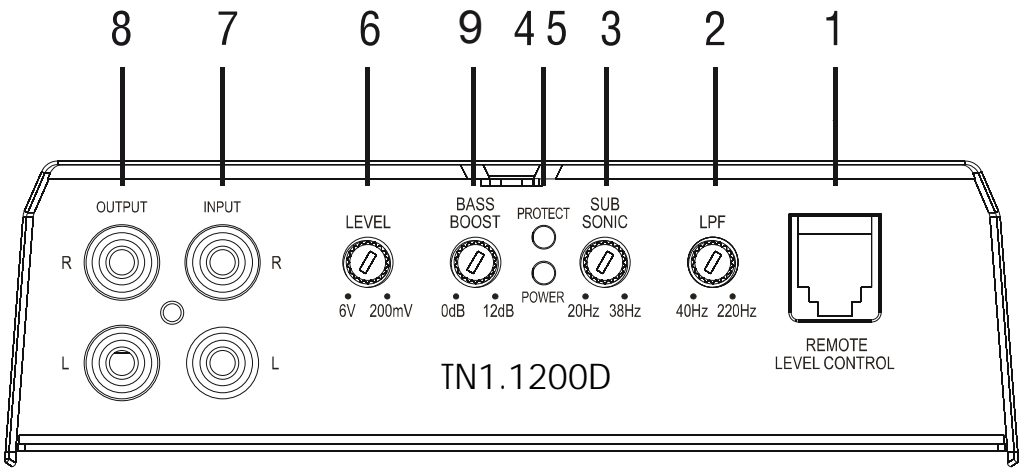 8 7 6 9 4 5 3 2 1
OUTPUT INPUT
LEVEL
BASS
BOOST
PROTECT
SUB
SONIC
LPF
R R
POWER
6V 200mV
0dB 12dB
20Hz 38Hz
40Hz 220Hz
REMOTE
LEVEL CONTROL
L L
TN1.1200D